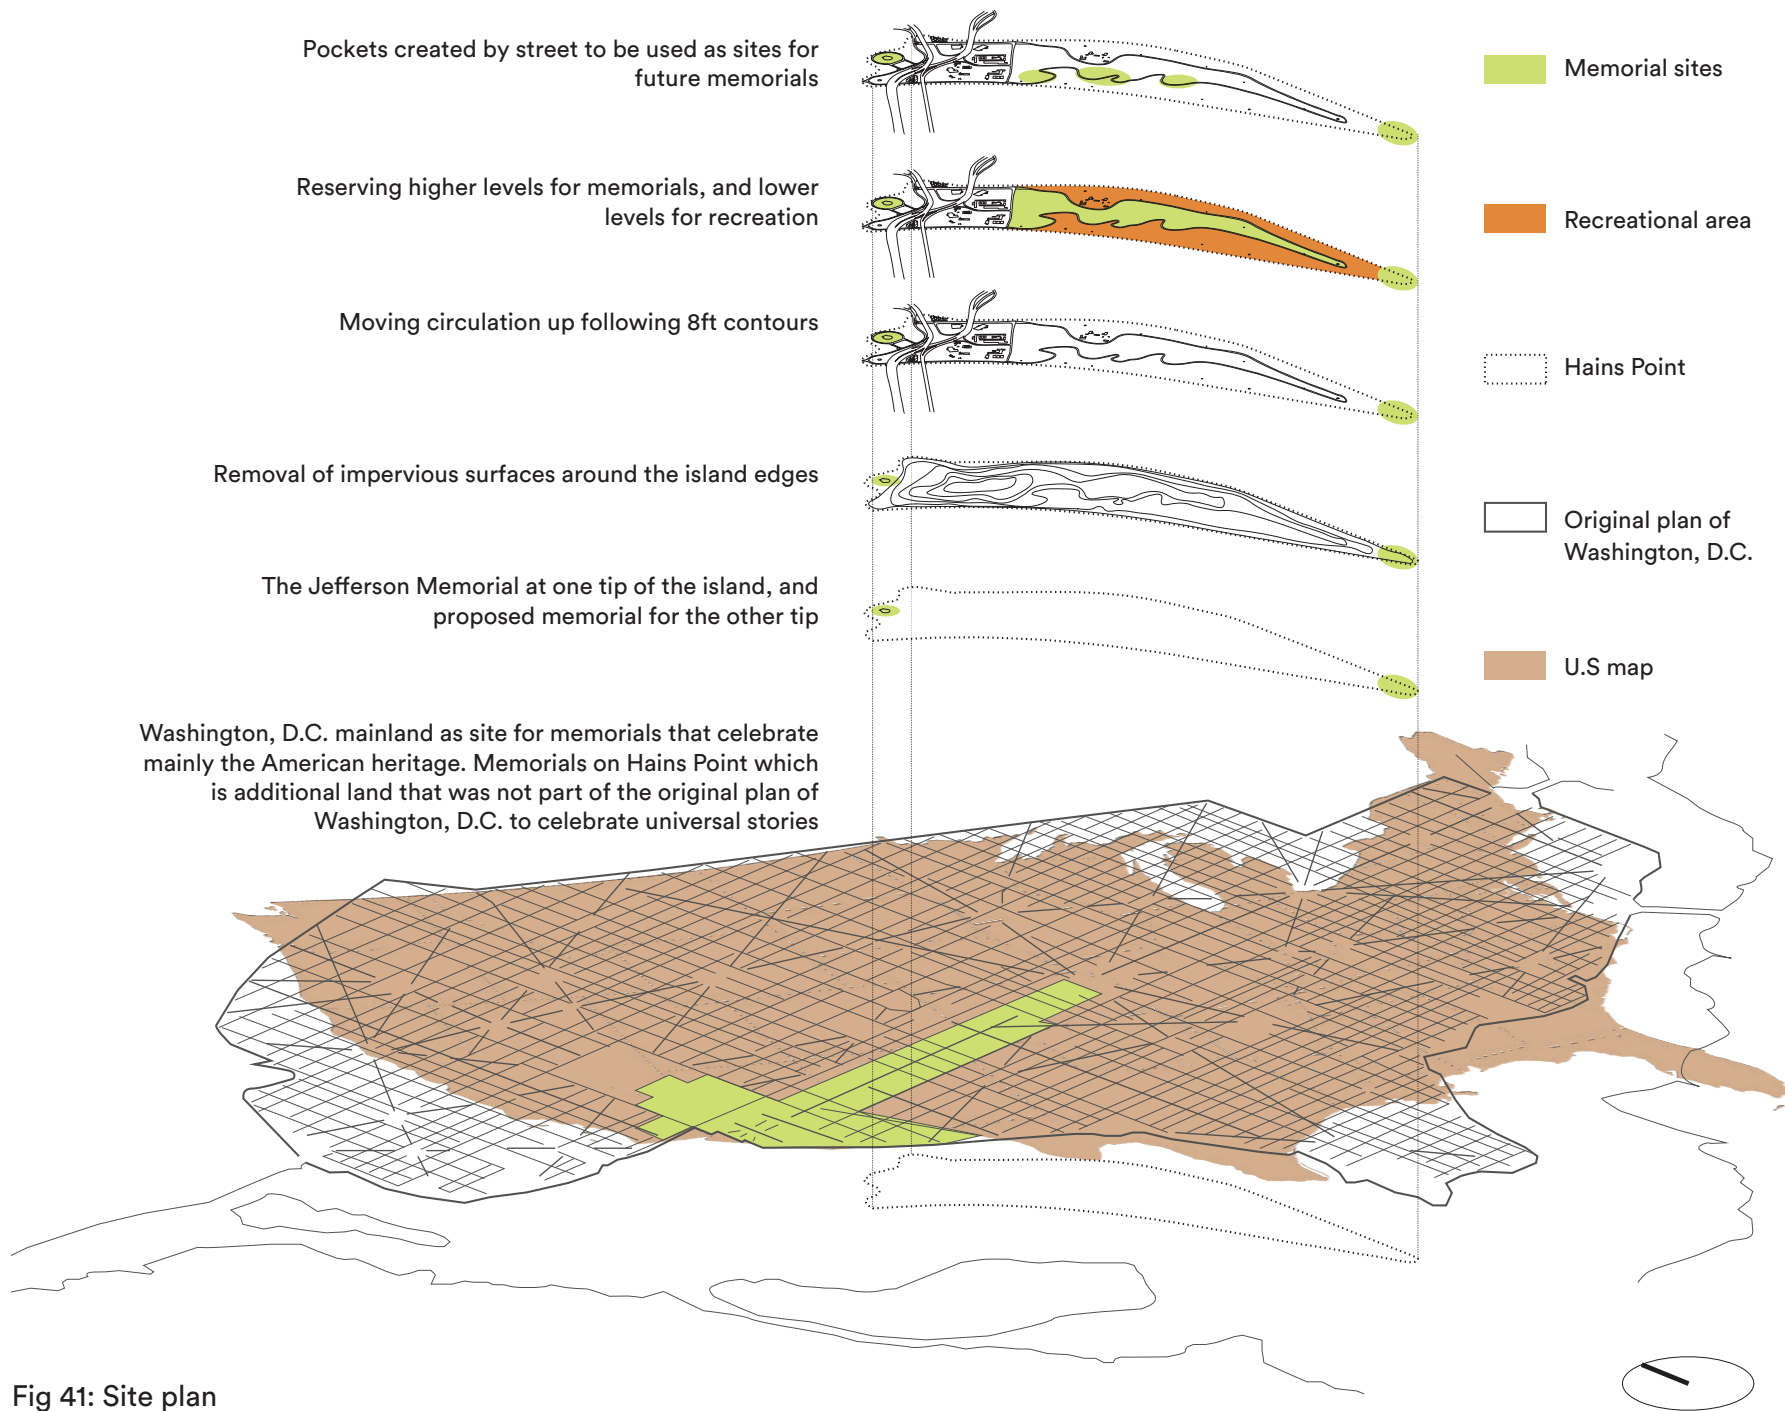 Pockets created by street to be used as sites for
future memorials
Reserving higher levels for memorials, and lower
levels for recreation
Moving circulation up following 8ft contours
Removal of impervious surfaces around the island edges
The Jefferson Memorial at one tip of the island, and
proposed memorial for the other tip
Washington, D.C. mainland as site for memorials that celebrate
mainly the American heritage. Memorials on Hains Point which
is additional land that was not part of the original plan of
Washington, D.C. to celebrate universal stories
Memorial sites
Recreational area
Hains Point
Original plan of
Washington, D.C.
U.S map
Fig 41: Site plan